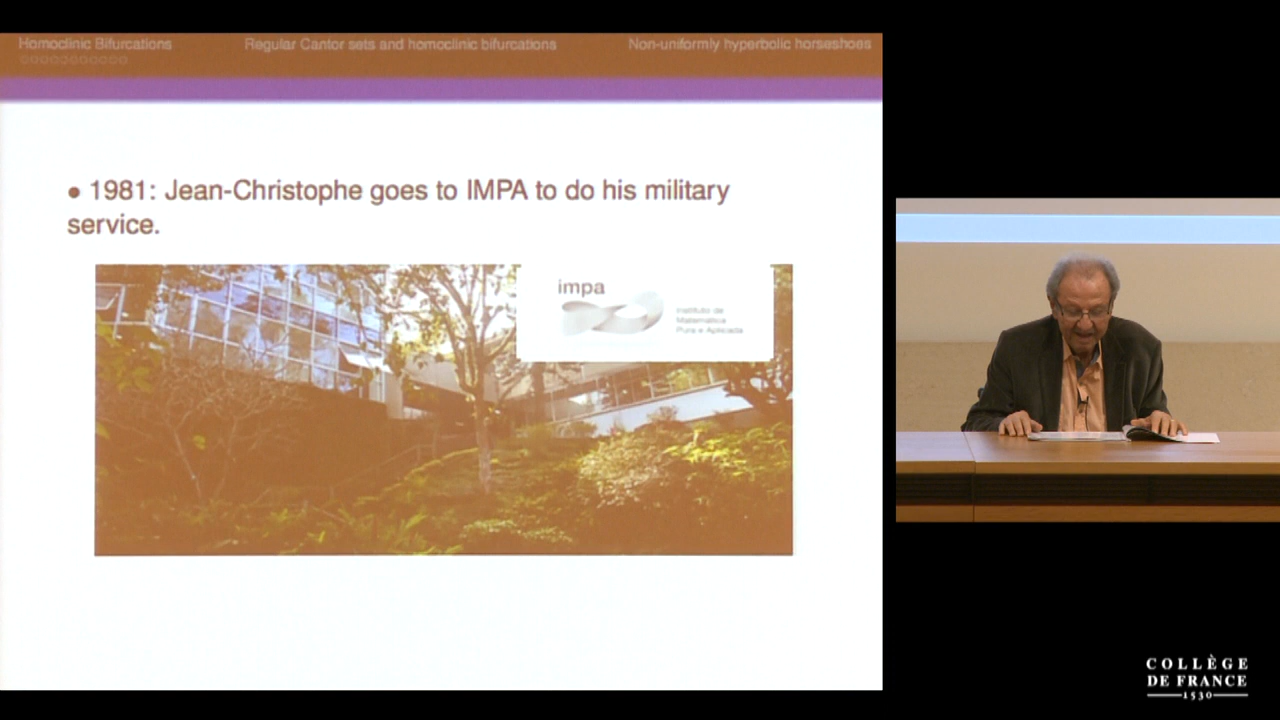 Homoclinic Bifurcations
Regular Cantor sets and homoclinic bifurcations
Non-uniformly hyperbolic horseshoes
• 1981: Jean-Christophe goes to IMPA to do his military
service.
impa
Instituto de
Matemática
Pura e Aplicada
COLLÈGE
DE FRANCE
1530